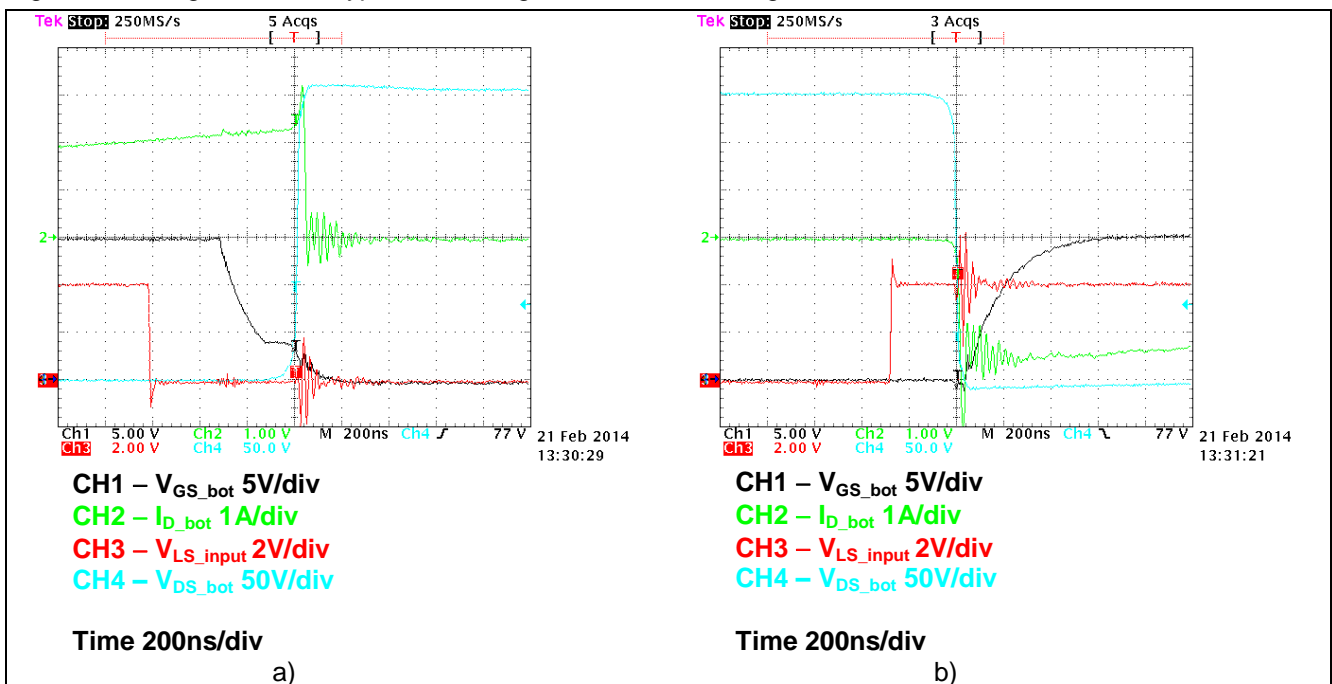 Tek Stop: 250MS/s 5 Acqs
[ T ]
2→
Ch1 5.00 V Ch2 1.00 V M 200ns Ch4 77 V
Ch3 2.00 V Ch4 50.0 V
21 Feb 2014
13:30:29
CH1 – VGS_bot 5V/div
CH2 – ID_bot 1A/div
CH3 – VLS_input 2V/div
CH4 – VDS_bot 50V/div
Time 200ns/div
a)
Tek Stop: 250MS/s 3 Acqs
[ T ]
2→
Ch1 5.00 V Ch2 1.00 V M 200ns Ch4 77 V
Ch3 2.00 V Ch4 50.0 V
21 Feb 2014
13:31:21
CH1 – VGS_bot 5V/div
CH2 – ID_bot 1A/div
CH3 – VLS_input 2V/div
CH4 – VDS_bot 50V/div
Time 200ns/div
b)